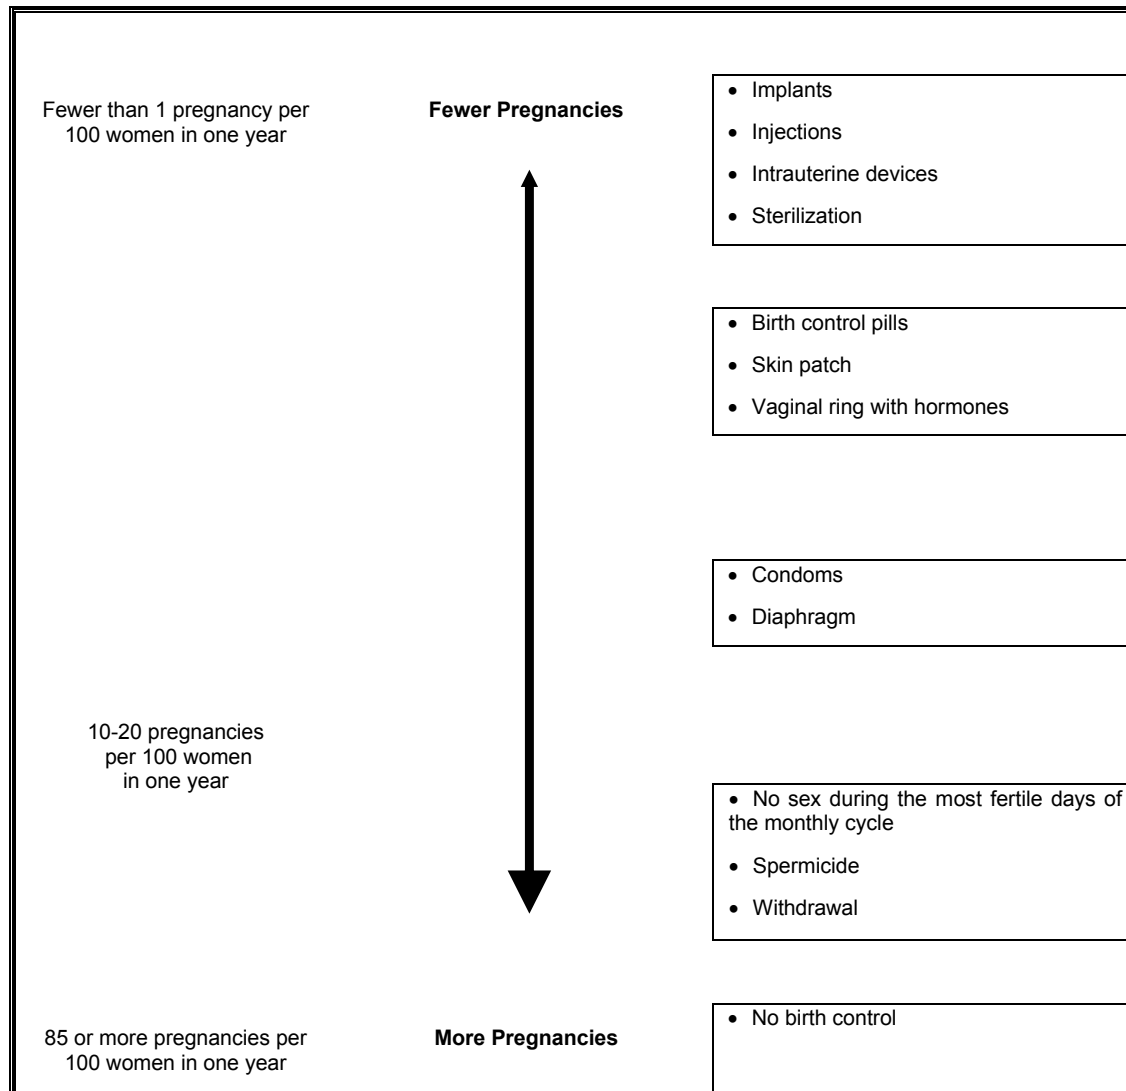 Fewer than 1 pregnancy per
100 women in one year
Fewer Pregnancies
• Implants
• Injections
• Intrauterine devices
• Sterilization
• Birth control pills
• Skin patch
• Vaginal ring with hormones
• Condoms
• Diaphragm
10-20 pregnancies
per 100 women
in one year
• No sex during the most fertile days of
the monthly cycle
• Spermicide
• Withdrawal
85 or more pregnancies per
100 women in one year
More Pregnancies
• No birth control